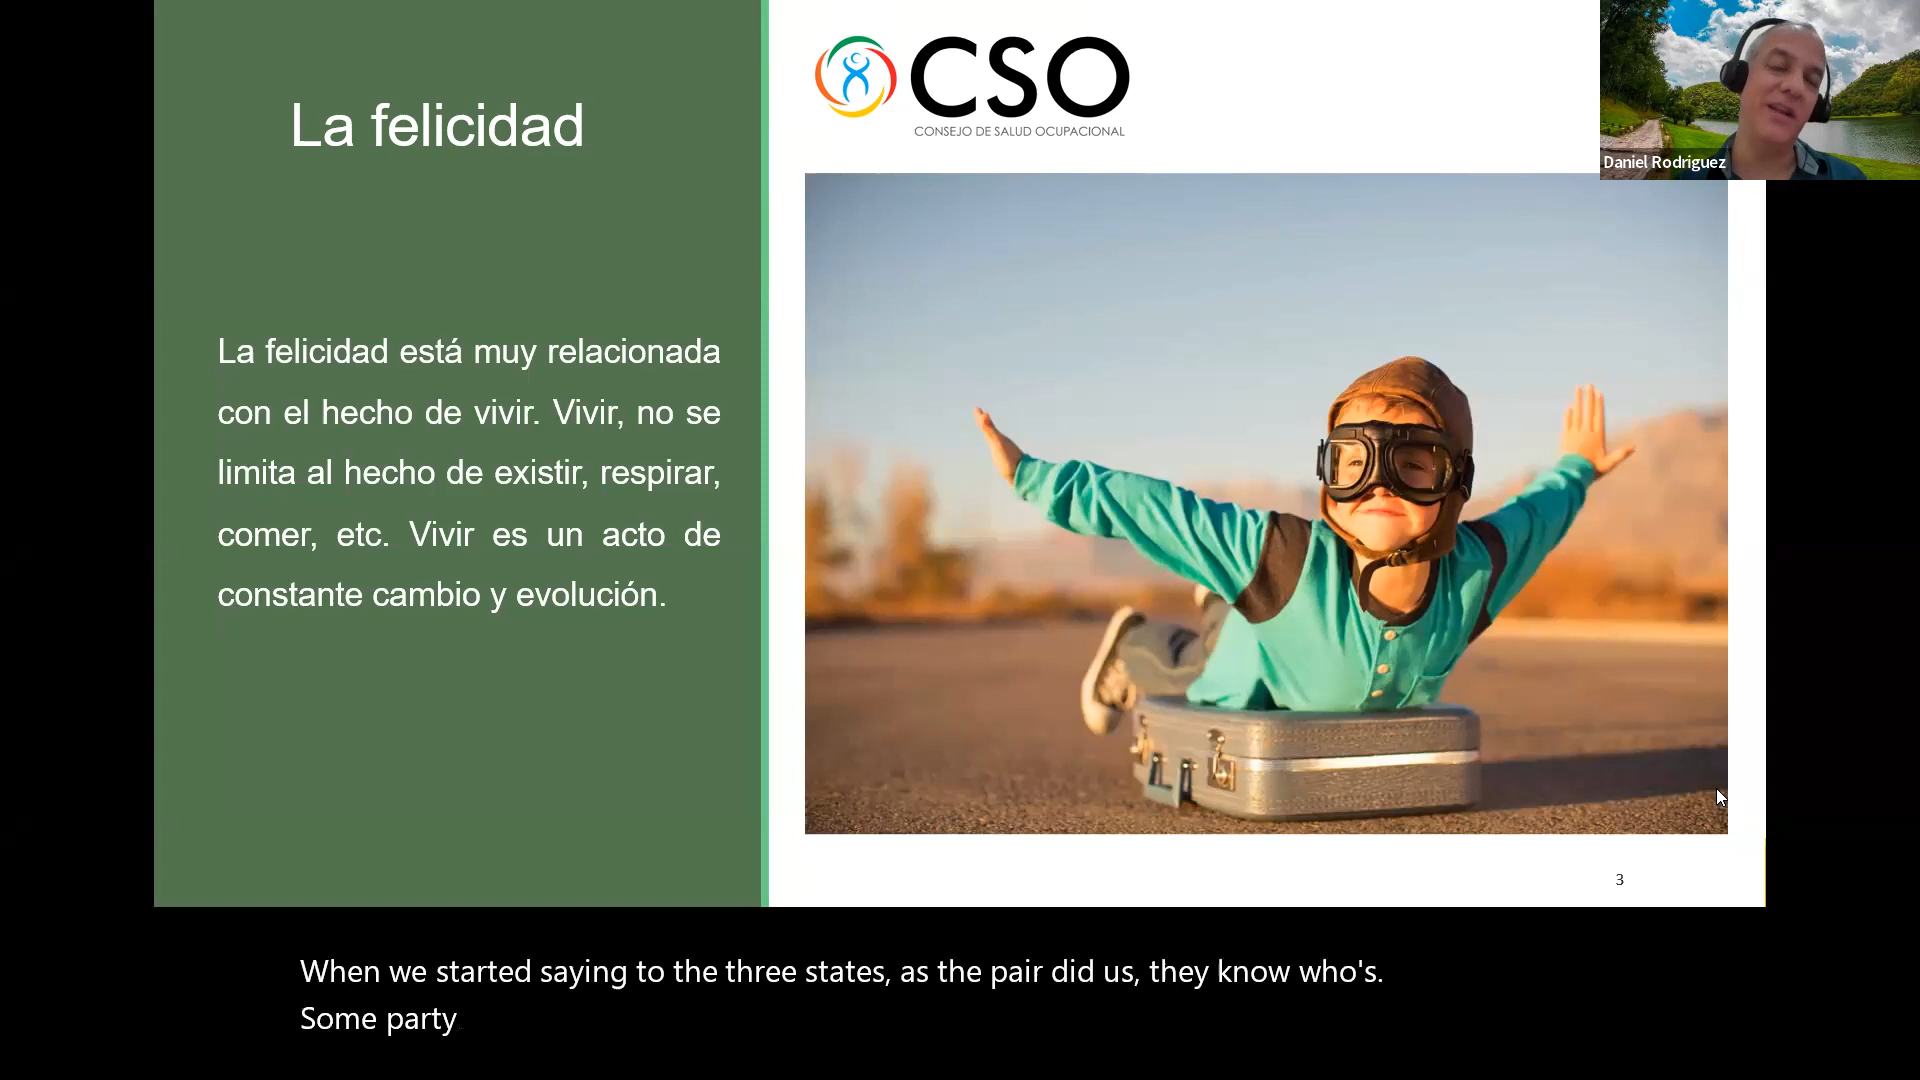 La felicidad
La felicidad está muy relacionada
con el hecho de vivir. Vivir, no se
limita al hecho de existir, respirar,
comer, etc. Vivir es un acto de
constante cambio y evolución.
CSO
CONSEJO DE SALUD OCUPACIONAL
Daniel Rodriguez
3
When we started saying to the three states, as the pair did us, they know who's.
Some party